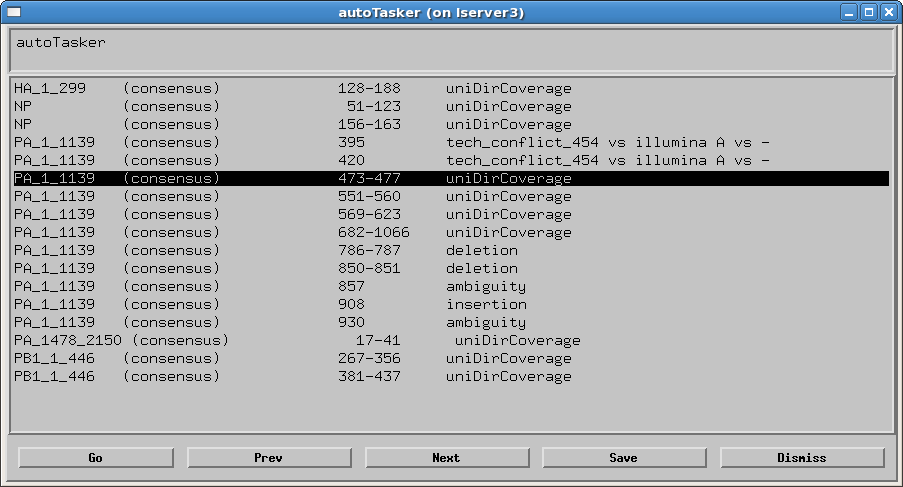 autoTasker (on lserver3)
autoTasker
HA_1_299 (consensus) 128-188 uniDirCoverage
NP (consensus) 51-123 uniDirCoverage
NP (consensus) 156-163 uniDirCoverage
PA_1_1139 (consensus) 395 tech_conflict_454 vs illumina A vs -
PA_1_1139 (consensus) 420 tech_conflict_454 vs illumina A vs -
PA_1_1139 (consensus) 473-477 uniDirCoverage
PA_1_1139 (consensus) 551-560 uniDirCoverage
PA_1_1139 (consensus) 569-623 uniDirCoverage
PA_1_1139 (consensus) 682-1066 uniDirCoverage
PA_1_1139 (consensus) 786-787 deletion
PA_1_1139 (consensus) 850-851 deletion
PA_1_1139 (consensus) 857 ambiguity
PA_1_1139 (consensus) 908 insertion
PA_1_1139 (consensus) 930 ambiguity
PA_1478_2150 (consensus) 17-41 uniDirCoverage
PB1_1_446 (consensus) 267-356 uniDirCoverage
PB1_1_446 (consensus) 381-437 uniDirCoverage
Go Prev Next Save Dismiss